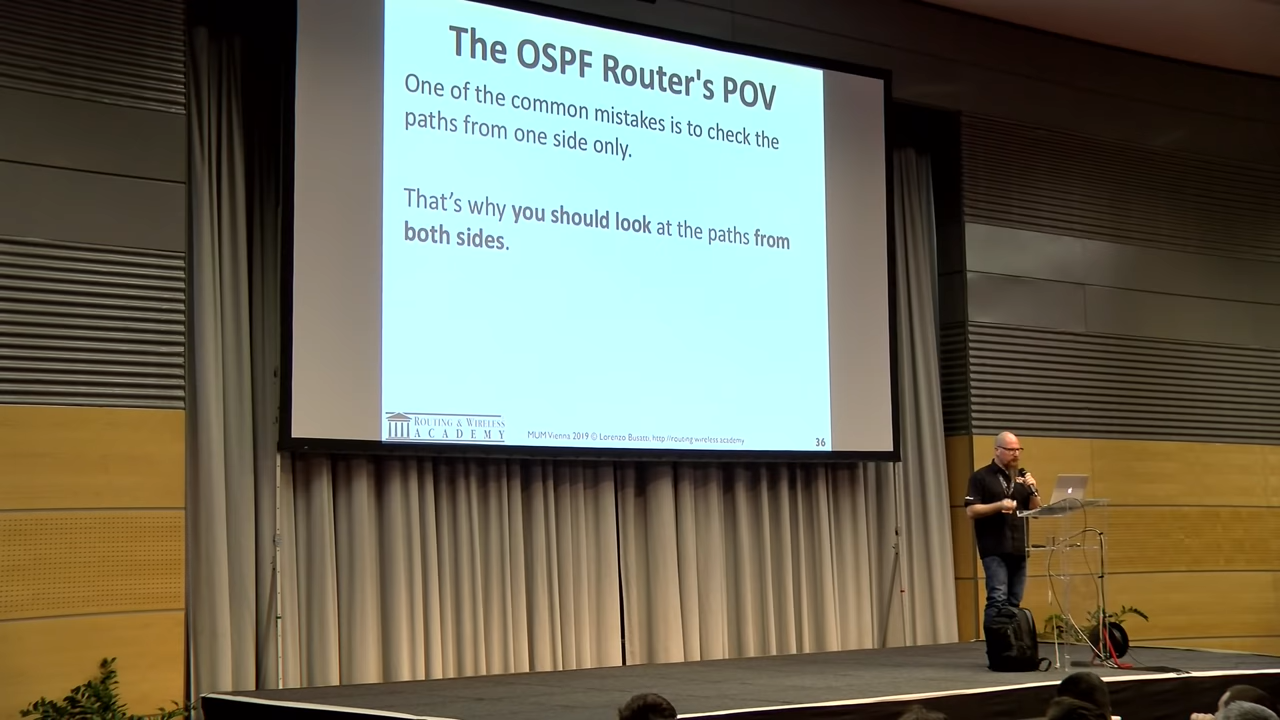 The OSPF Router's POV
One of the common mistakes is to check the
paths from one side only.
That's why you should look at the paths from
both sides.
ROUTING & WIRELESS
ACADEMY
MUM Vienna 2019 © Lorenzo Busatti, http://routing.wireless.academy
36